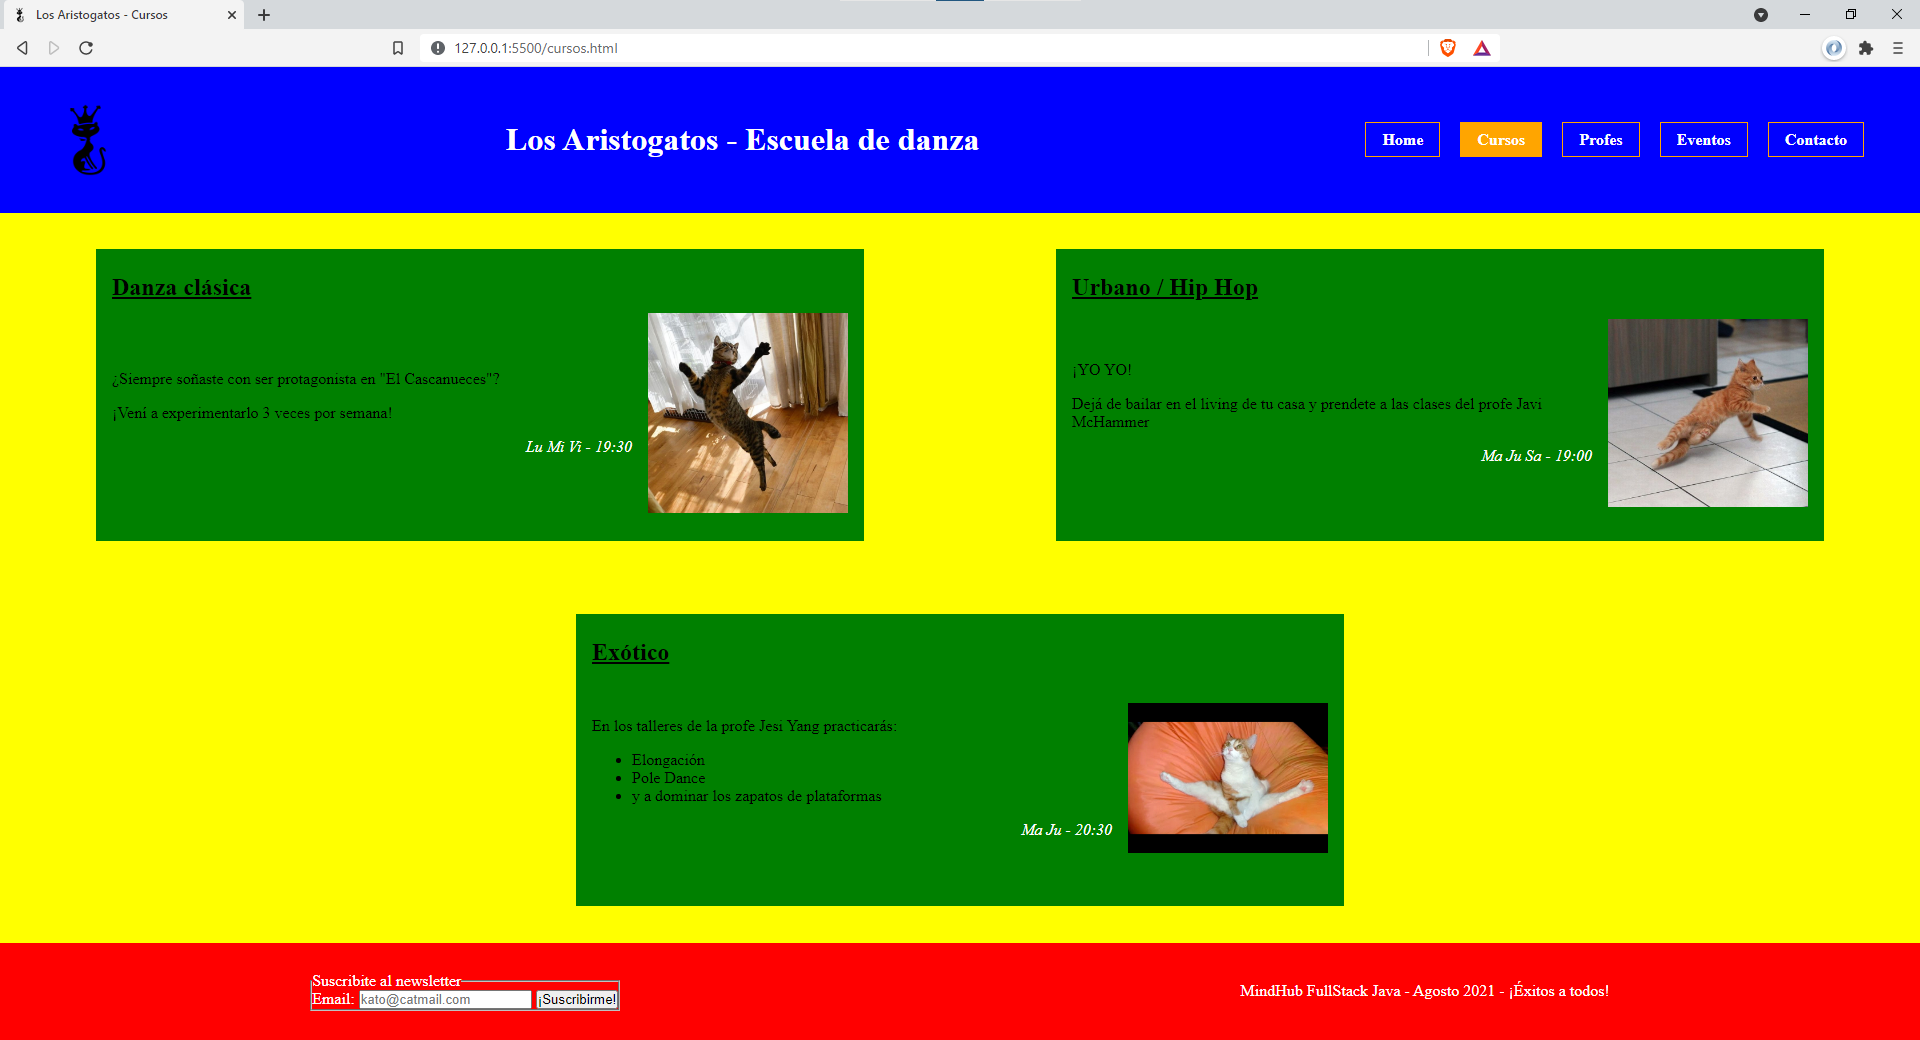 Los Aristogatos - Cursos
127.0.0.1:5500/cursos.html
Los Aristogatos - Escuela de danza
Home
Cursos
Profes
Eventos
Contacto
Danza clásica
¿Siempre soñaste con ser protagonista en "El Cascanueces"?
¡Vení a experimentarlo 3 veces por semana!
Lu Mi Vi - 19:30
Urbano / Hip Hop
¡YO YO!
Dejá de bailar en el living de tu casa y prendete a las clases del profe Javi
McHammer
Ma Ju Sa - 19:00
Exótico
En los talleres de la profe Jesi Yang practicarás:
Elongación
Pole Dance
y a dominar los zapatos de plataformas
Ma Ju - 20:30
Suscribite al newsletter
Email: kato@catmail.com ¡Suscribirme!
MindHub FullStack Java - Agosto 2021 - ¡Éxitos a todos!